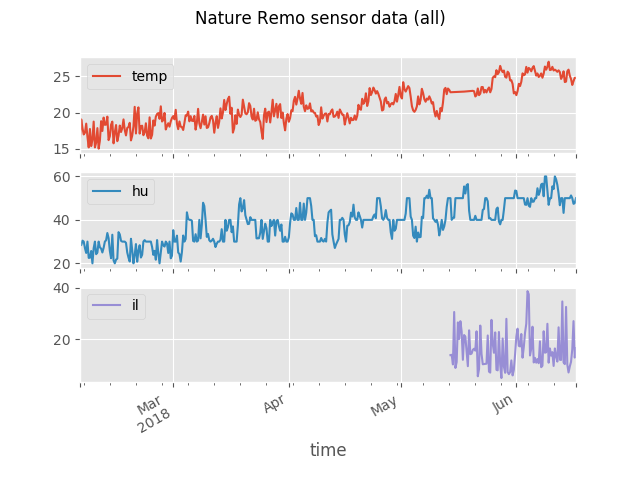 Nature Remo sensor data (all)
temp
25
20
15
hu
60
40
20
il
40
20
Mar
2018
Apr
May
Jun
time